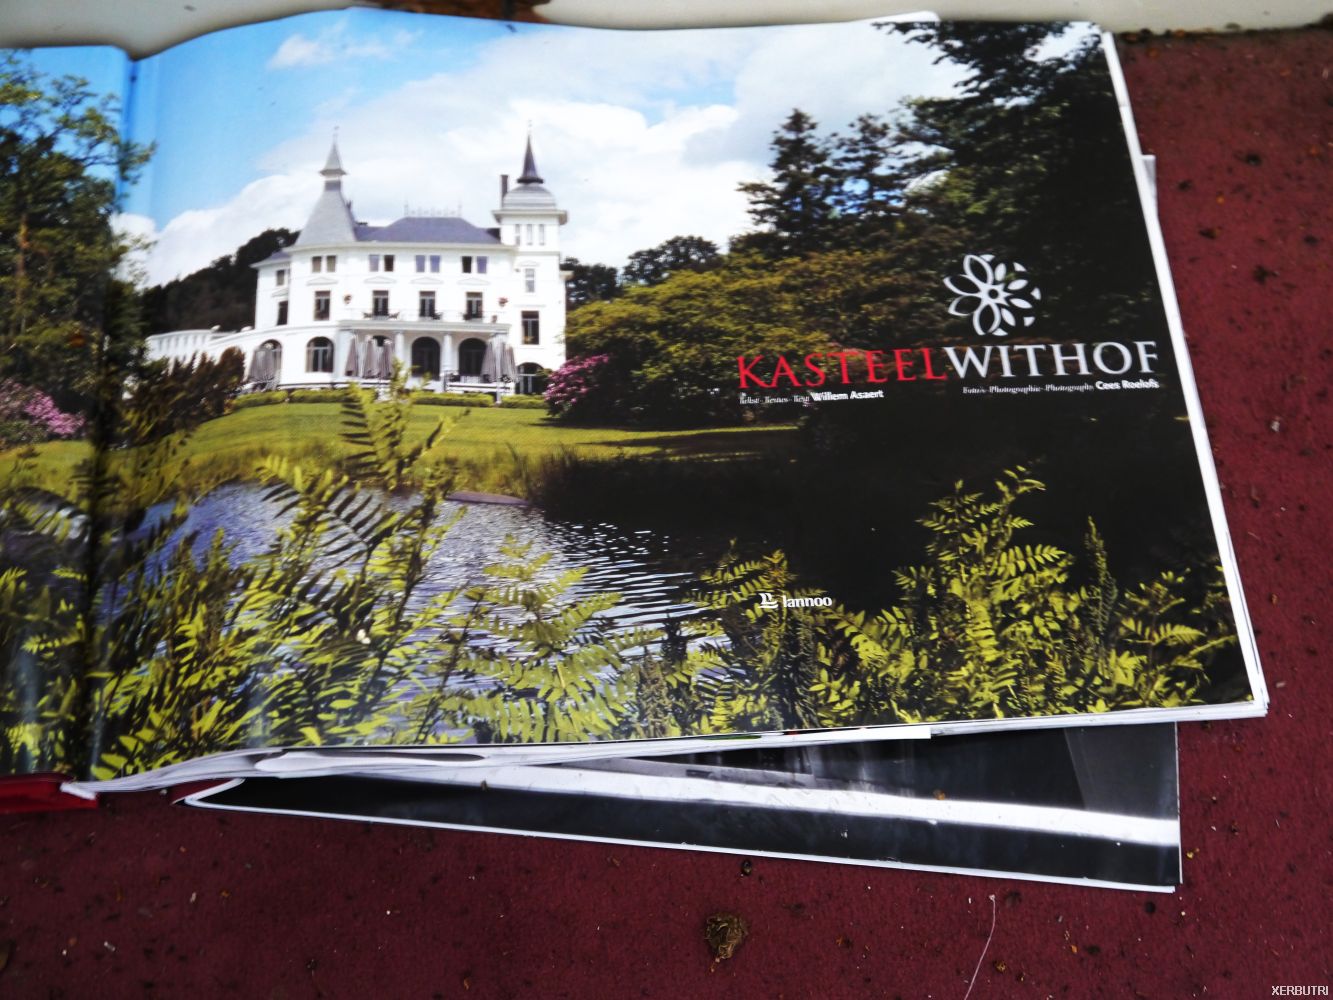 KASTEELWITHOF
Tekst - Textes - Text Willem Asaert
Foto's - Photographie - Photographs Cees Roelofs
lannoo
XERBUTRI